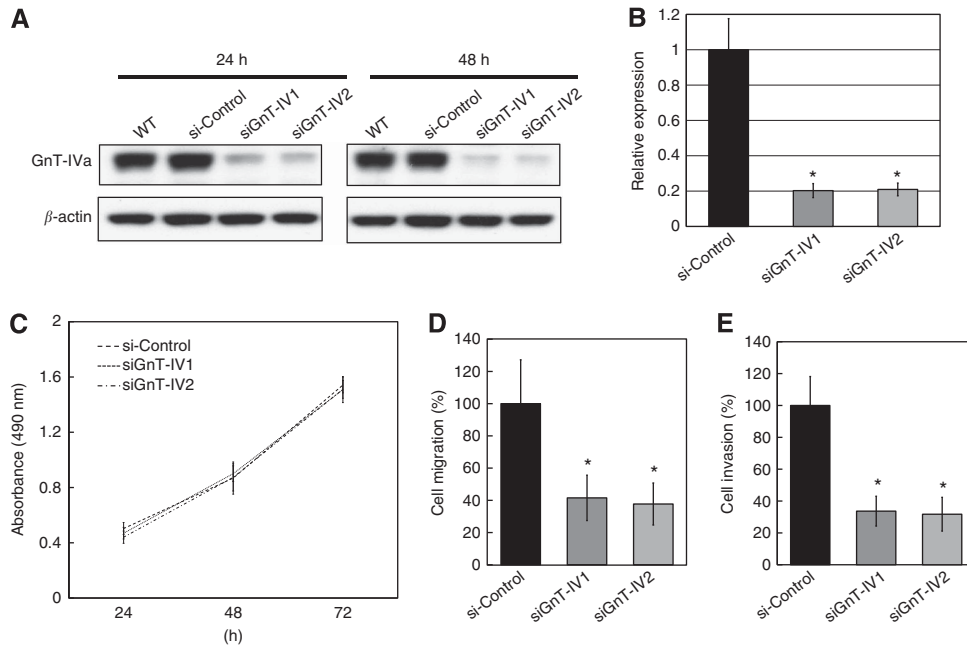 A
24 h
48 h
WT
si-Control
siGnT-IV1
siGnT-IV2
WT
si-Control
siGnT-IV1
siGnT-IV2
GnT-IVa
β-actin
B
Relative expression
1.2
1
0.8
0.6
0.4
0.2
0
*
*
si-Control
siGnT-IV1
siGnT-IV2
C
Absorbance (490 nm)
2
1.6
1.2
0.8
0.4
0
si-Control
siGnT-IV1
siGnT-IV2
24
48
72
(h)
D
Cell migration (%)
140
120
100
80
60
40
20
0
*
*
si-Control
siGnT-IV1
siGnT-IV2
E
Cell invasion (%)
140
120
100
80
60
40
20
0
*
*
si-Control
siGnT-IV1
siGnT-IV2